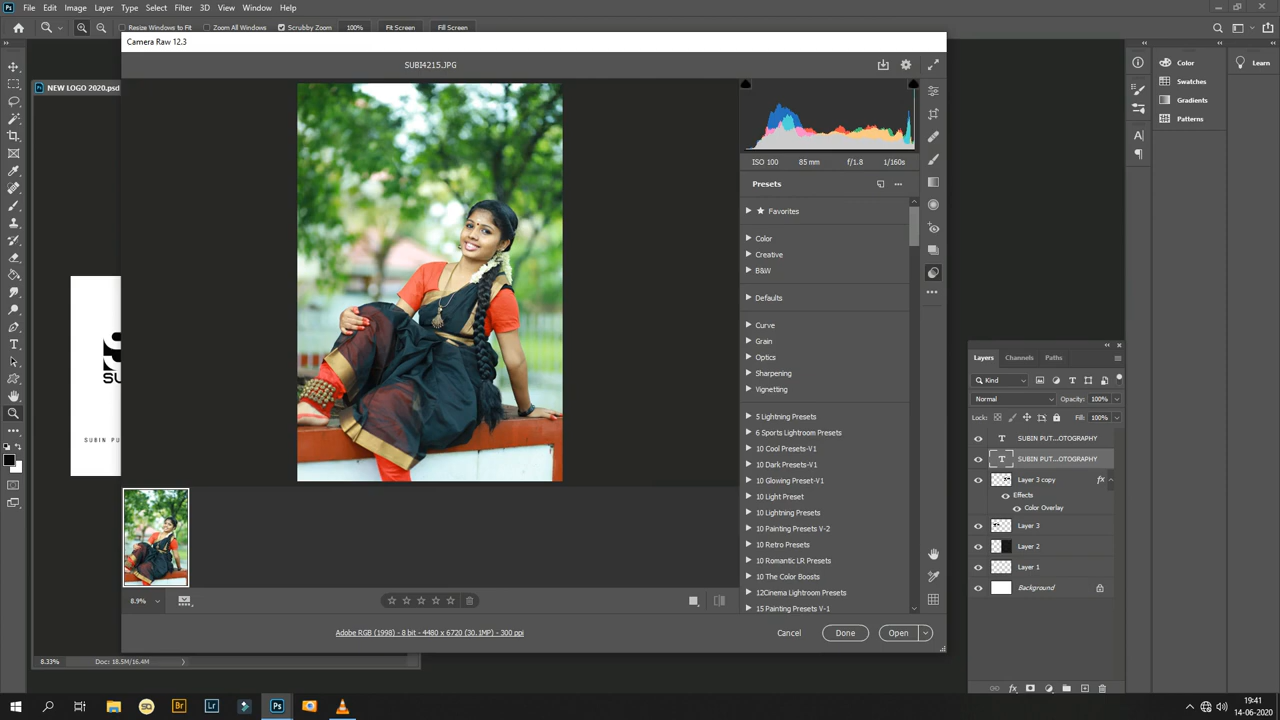 File Edit Image Layer Type Select Filter 3D View Window Help
Resize Windows to Fit Zoom All Windows Scrubby Zoom 100% Fit Screen Fill Screen
Camera Raw 12.3
SUBI4215.JPG
NEW LOGO 2020.psd
ISO 100 85 mm f/1.8 1/160s
Presets
Favorites
Color
Creative
B&W
Defaults
Curve
Grain
Optics
Sharpening
Vignetting
5 Lightning Presets
6 Sports Lightroom Presets
10 Cool Presets-V1
10 Dark Presets-V1
10 Glowing Preset-V1
10 Light Preset
10 Lightning Presets
10 Painting Presets V-2
10 Retro Presets
10 Romantic LR Presets
10 The Color Boosts
12Cinema Lightroom Presets
15 Painting Presets V-1
SUBIN PU
8.9%
Adobe RGB (1998) - 8 bit - 4480 x 6720 (30.1MP) - 300 ppi
Cancel Done Open
8.33% Doc: 18.5M/16.4M
Color
Swatches
Gradients
Patterns
Learn
Layers Channels Paths
Kind
Normal Opacity: 100%
Lock: Fill: 100%
SUBIN PUT...OTOGRAPHY
SUBIN PUT...OTOGRAPHY
Layer 3 copy fx
Effects
Color Overlay
Layer 3
Layer 2
Layer 1
Background
Br Lr Ps
19:41
14-06-2020